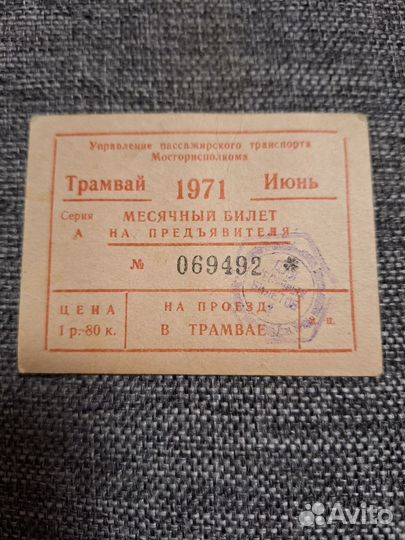 Управление пассажирского транспорта
Мосгорисполкома
Трамвай 1971 Июнь
Серия МЕСЯЧНЫЙ БИЛЕТ
А НА ПРЕДЪЯВИТЕЛЯ
№ 069492 *
ЦЕНА НА ПРОЕЗД
1 р. 80 к. В ТРАМВАЕ
БИЛЕТОВ
Avito